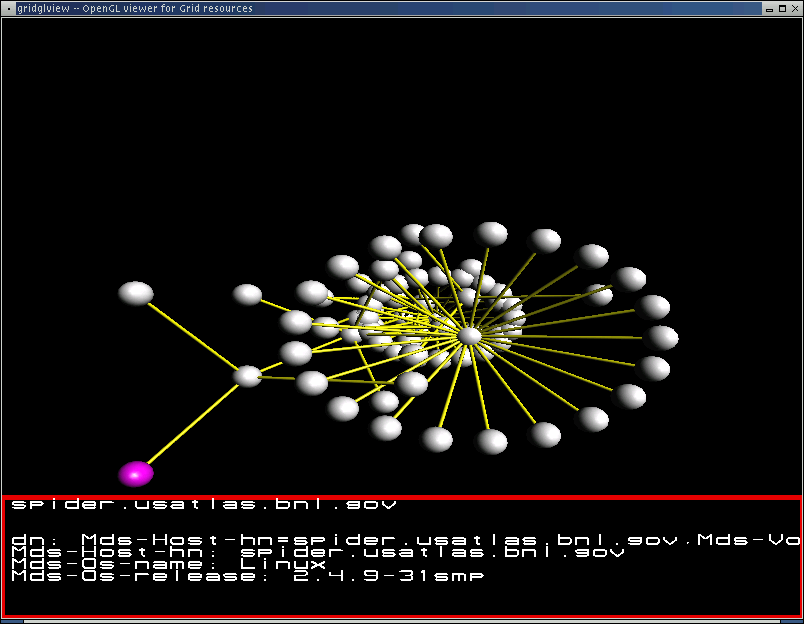 gridglview -- OpenGL viewer for Grid resources
spider.usatlas.bnl.gov
dn: Mds-Host-hn=spider.usatlas.bnl.gov,Mds-Vo
Mds-Host-hn: spider.usatlas.bnl.gov
Mds-Os-name: Linux
Mds-Os-release: 2.4.9-31smp